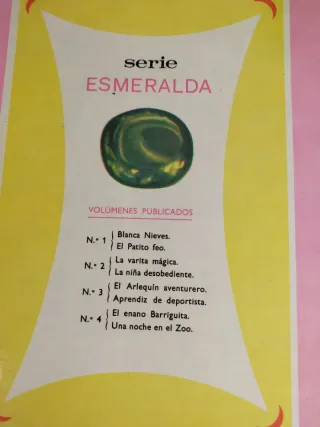 serie
ESMERALDA
VOLÚMENES PUBLICADOS
N.º 1 { Blanca Nieves.
El Patito feo.
N.º 2 { La varita mágica.
La niña desobediente.
N.º 3 { El Arlequín aventurero.
Aprendiz de deportista.
N.º 4 { El enano Barriguita.
Una noche en el Zoo.